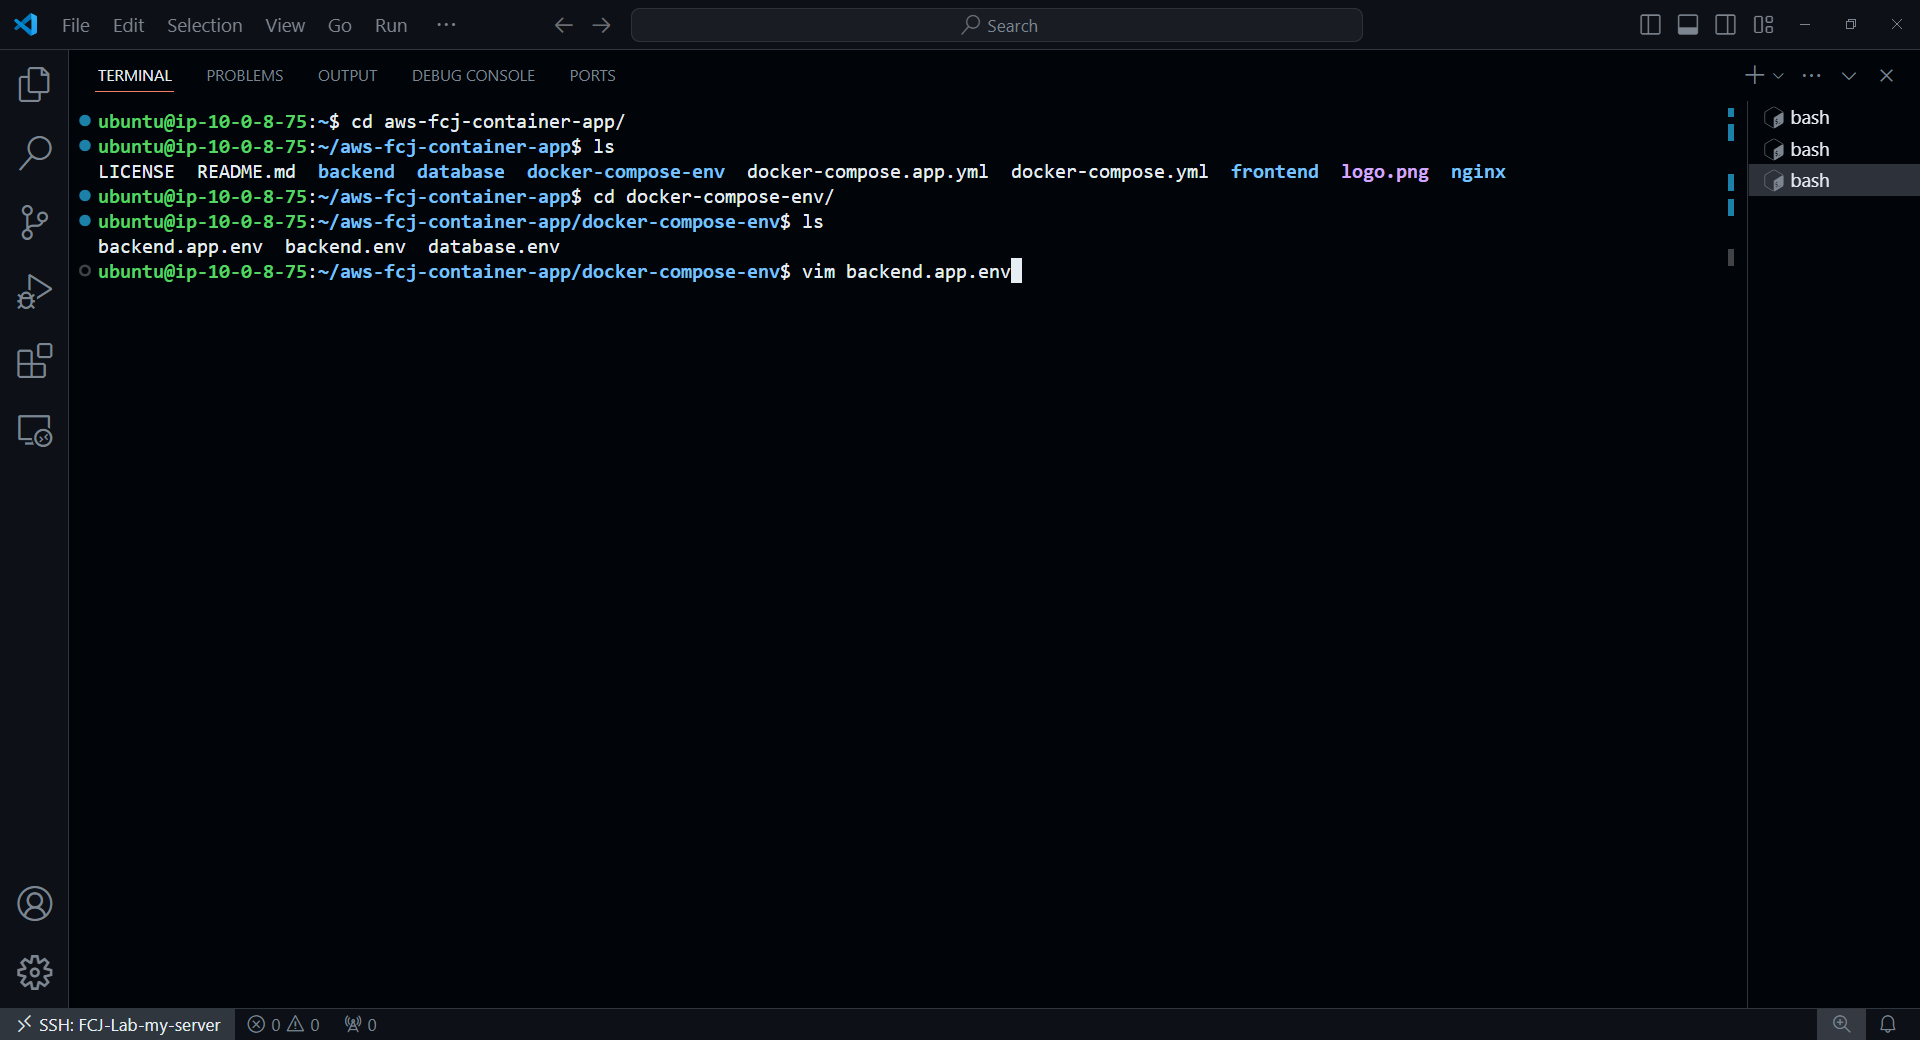 File Edit Selection View Go Run ··· Search
TERMINAL PROBLEMS OUTPUT DEBUG CONSOLE PORTS
ubuntu@ip-10-0-8-75:~$ cd aws-fcj-container-app/
ubuntu@ip-10-0-8-75:~/aws-fcj-container-app$ ls
LICENSE README.md backend database docker-compose-env docker-compose.app.yml docker-compose.yml frontend logo.png nginx
ubuntu@ip-10-0-8-75:~/aws-fcj-container-app$ cd docker-compose-env/
ubuntu@ip-10-0-8-75:~/aws-fcj-container-app/docker-compose-env$ ls
backend.app.env backend.env database.env
ubuntu@ip-10-0-8-75:~/aws-fcj-container-app/docker-compose-env$ vim backend.app.env
bash
bash
bash
SSH: FCJ-Lab-my-server 0 0 0